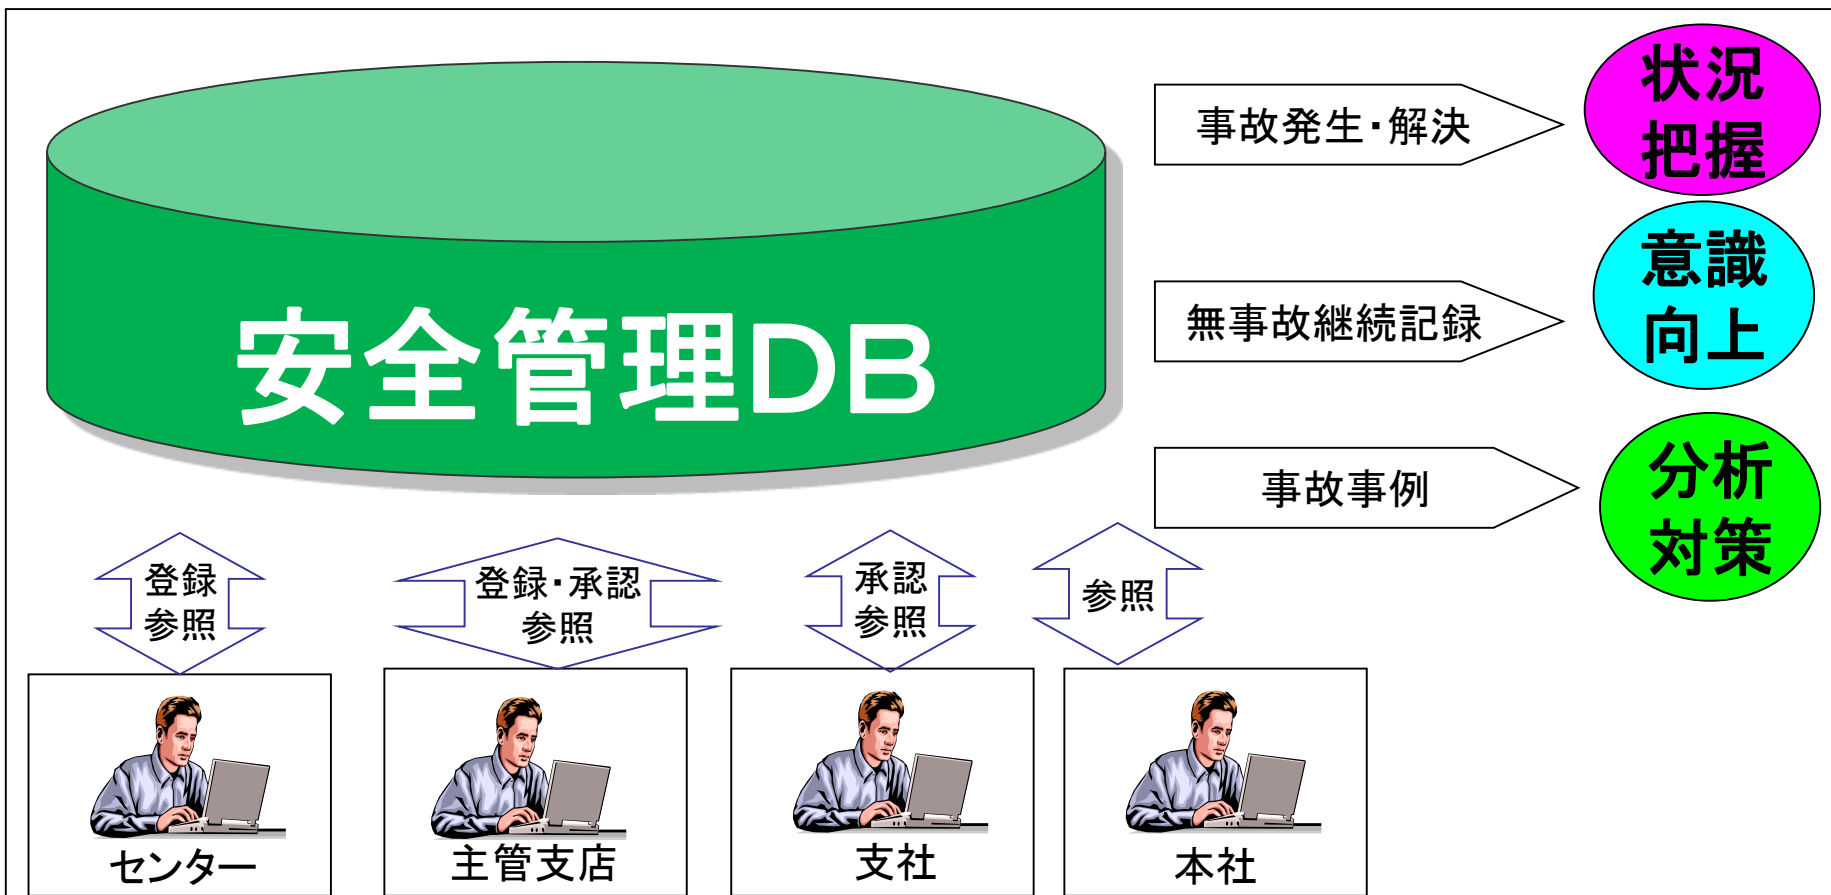 安全管理DB
事故発生・解決
状況
把握
無事故継続記録
意識
向上
事故事例
分析
対策
登録
参照
登録・承認
参照
承認
参照
参照
センター
主管支店
支社
本社